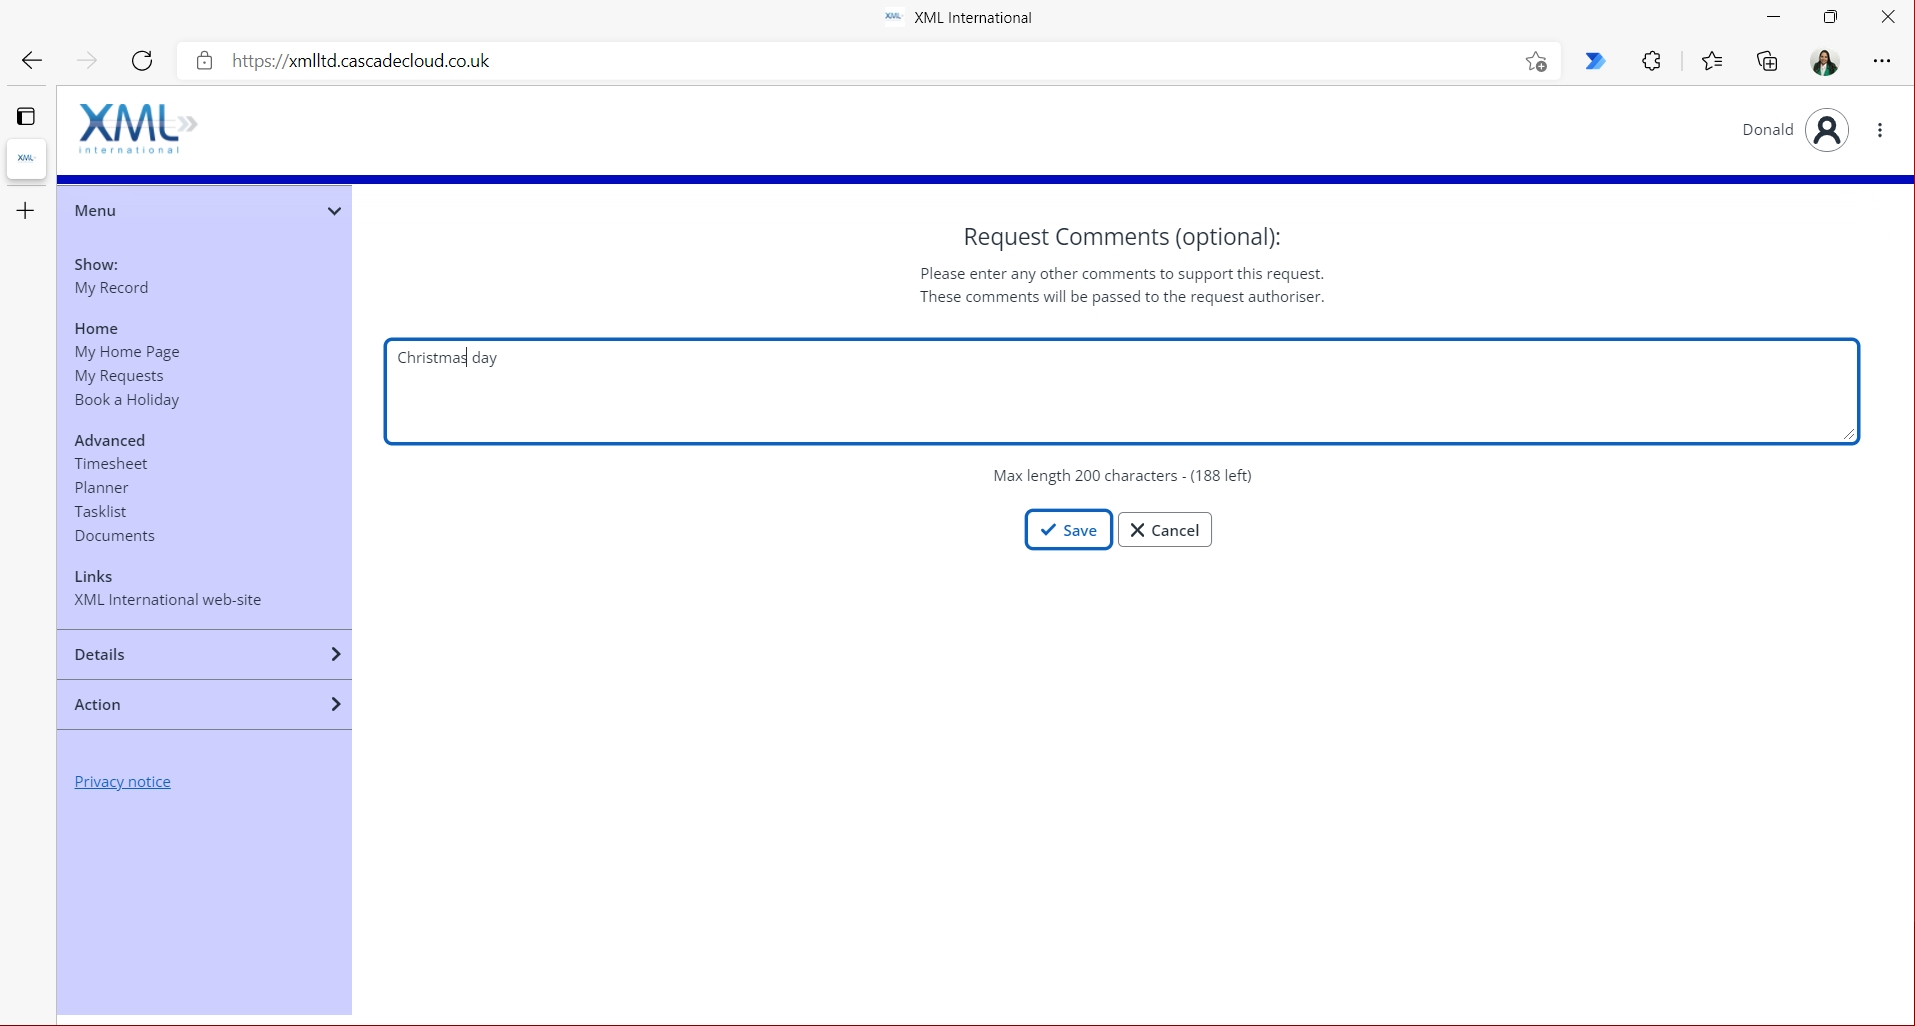 XML International
https://xmlltd.cascadecloud.co.uk
XML
international
Donald
XML
Menu
Show:
My Record
Home
My Home Page
My Requests
Book a Holiday
Advanced
Timesheet
Planner
Tasklist
Documents
Links
XML International web-site
Details
Action
Privacy notice
Request Comments (optional):
Please enter any other comments to support this request.
These comments will be passed to the request authoriser.
Christmas day
Max length 200 characters - (188 left)
Save
Cancel